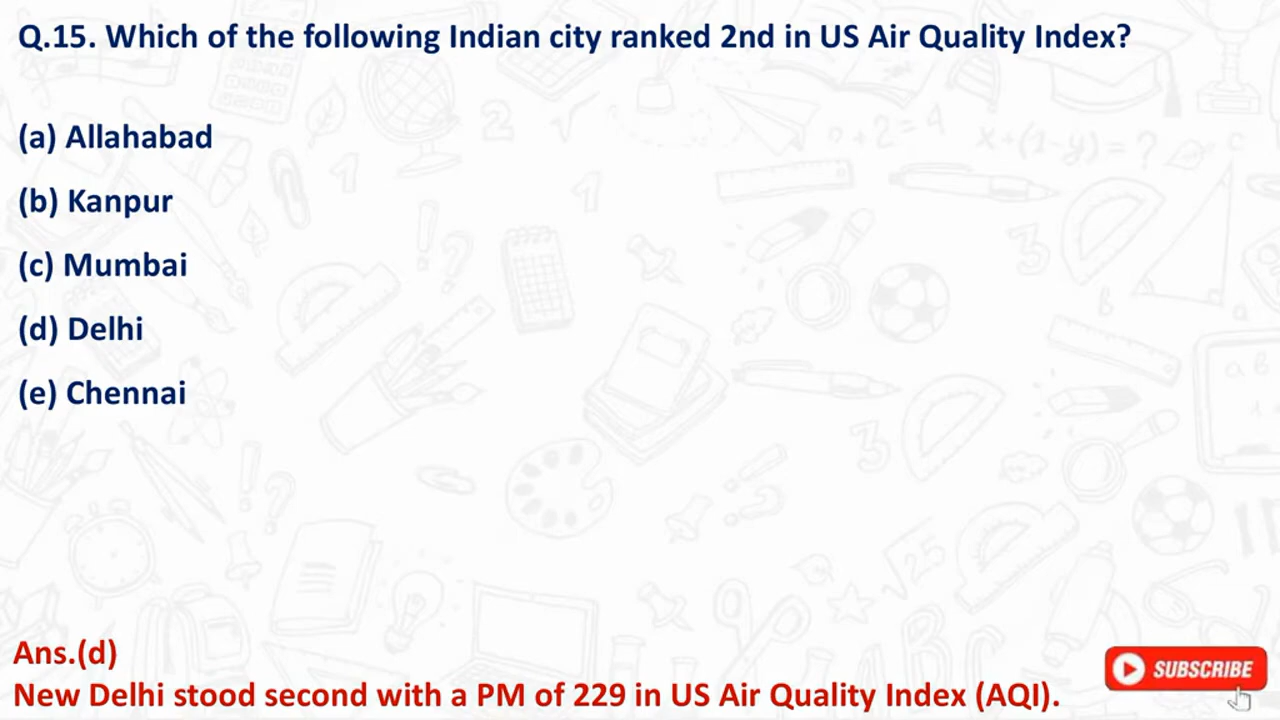 Q.15. Which of the following Indian city ranked 2nd in US Air Quality Index?
(a) Allahabad
(b) Kanpur
(c) Mumbai
(d) Delhi
(e) Chennai
Ans.(d)
New Delhi stood second with a PM of 229 in US Air Quality Index (AQI).
SUBSCRIBE